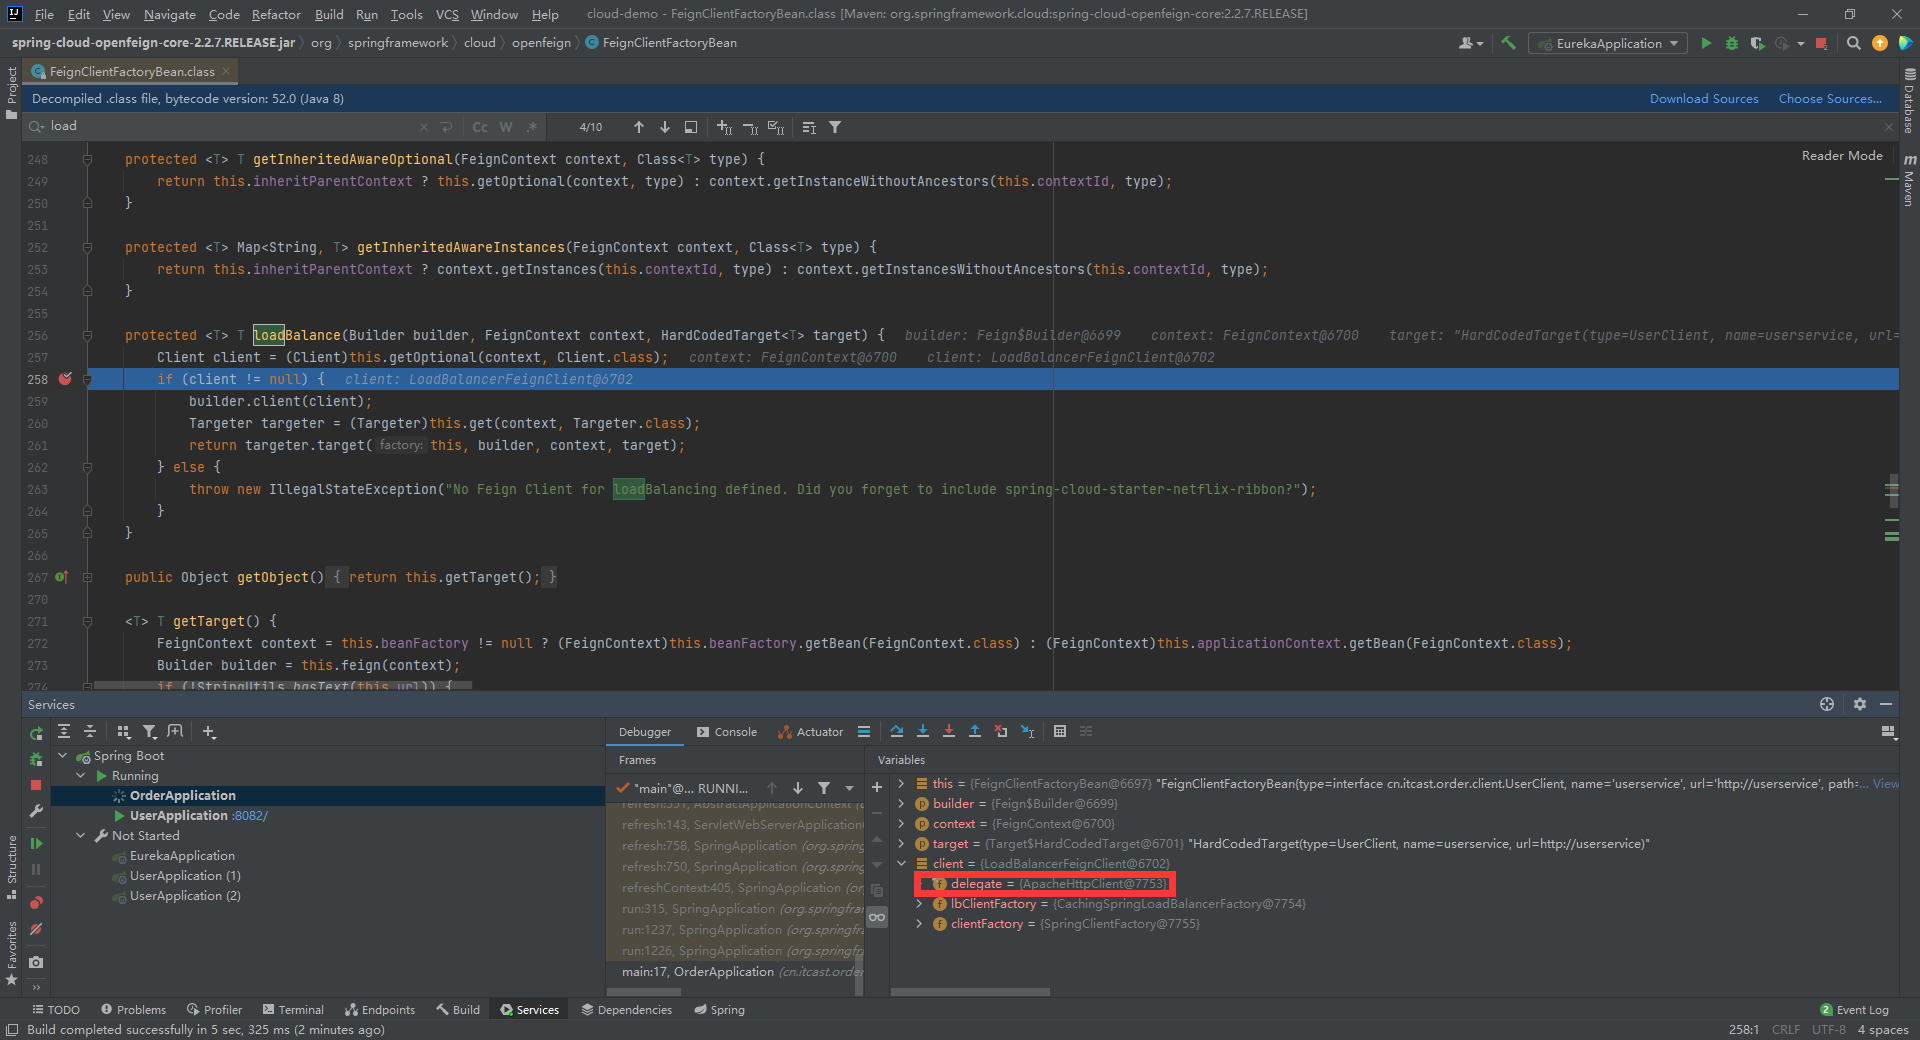 File Edit View Navigate Code Refactor Build Run Tools VCS Window Help cloud-demo - FeignClientFactoryBean.class [Maven: org.springframework.cloud:spring-cloud-openfeign-core:2.2.7.RELEASE]
spring-cloud-openfeign-core-2.2.7.RELEASE.jar org springframework cloud openfeign FeignClientFactoryBean EurekaApplication
FeignClientFactoryBean.class
Decompiled .class file, bytecode version: 52.0 (Java 8) Download Sources Choose Sources...
load Cc W .* 4/10
Reader Mode
248 protected <T> T getInheritedAwareOptional(FeignContext context, Class<T> type) {
249 return this.inheritParentContext ? this.getOptional(context, type) : context.getInstanceWithoutAncestors(this.contextId, type);
250 }
251
252 protected <T> Map<String, T> getInheritedAwareInstances(FeignContext context, Class<T> type) {
253 return this.inheritParentContext ? context.getInstances(this.contextId, type) : context.getInstancesWithoutAncestors(this.contextId, type);
254 }
255
256 protected <T> T loadBalance(Builder builder, FeignContext context, HardCodedTarget<T> target) { builder: Feign$Builder@6699 context: FeignContext@6700 target: "HardCodedTarget(type=UserClient, name=userservice, url=
257 Client client = (Client)this.getOptional(context, Client.class); context: FeignContext@6700 client: LoadBalancerFeignClient@6702
258 if (client != null) { client: LoadBalancerFeignClient@6702
259 builder.client(client);
260 Targeter targeter = (Targeter)this.get(context, Targeter.class);
261 return targeter.target( factory: this, builder, context, target);
262 } else {
263 throw new IllegalStateException("No Feign Client for loadBalancing defined. Did you forget to include spring-cloud-starter-netflix-ribbon?");
264 }
265 }
266
267 public Object getObject() { return this.getTarget(); }
270
271 <T> T getTarget() {
272 FeignContext context = this.beanFactory != null ? (FeignContext)this.beanFactory.getBean(FeignContext.class) : (FeignContext)this.applicationContext.getBean(FeignContext.class);
273 Builder builder = this.feign(context);
274 if (!StringUtils.hasText(this.url)) {
Project
Structure
Favorites
Database
Maven
Services
Debugger Console Actuator
Spring Boot
Running
OrderApplication
UserApplication :8082/
Not Started
EurekaApplication
UserApplication (1)
UserApplication (2)
Frames
"main"@... RUNNI...
refresh:551, AbstractApplicationContext (
refresh:143, ServletWebServerApplication
refresh:758, SpringApplication (org.spring
refresh:750, SpringApplication (org.spring
refreshContext:405, SpringApplication (
run:315, SpringApplication (org.springfra
run:1237, SpringApplication (org.springfr
run:1226, SpringApplication (org.springfr
main:17, OrderApplication (cn.itcast.order
Variables
this = {FeignClientFactoryBean@6697} "FeignClientFactoryBean{type=interface cn.itcast.order.client.UserClient, name='userservice', url='http://userservice', path=... View
builder = {Feign$Builder@6699}
context = {FeignContext@6700}
target = {Target$HardCodedTarget@6701} "HardCodedTarget(type=UserClient, name=userservice, url=http://userservice)"
client = {LoadBalancerFeignClient@6702}
delegate = {ApacheHttpClient@7753}
lbClientFactory = {CachingSpringLoadBalancerFactory@7754}
clientFactory = {SpringClientFactory@7755}
TODO Problems Profiler Terminal Endpoints Build Services Dependencies Spring 2 Event Log
Build completed successfully in 5 sec, 325 ms (2 minutes ago) 258:1 CRLF UTF-8 4 spaces